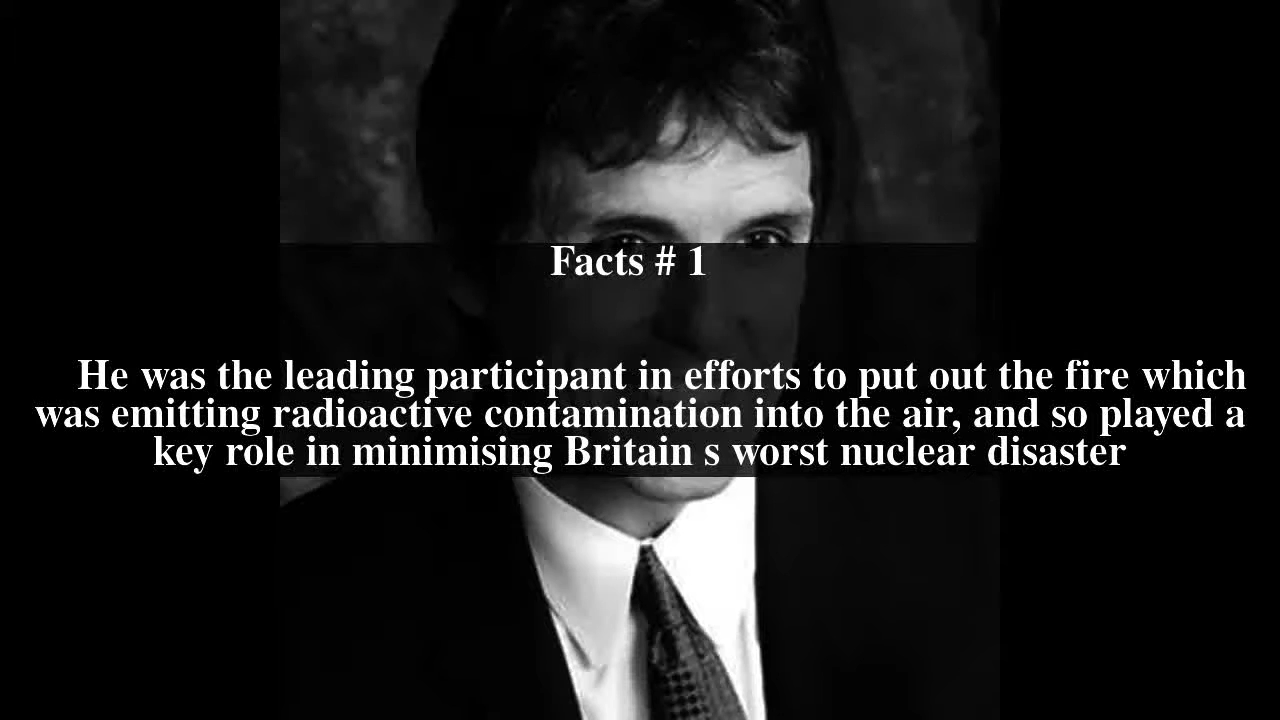 Facts # 1
He was the leading participant in efforts to put out the fire which
was emitting radioactive contamination into the air, and so played a
key role in minimising Britain s worst nuclear disaster